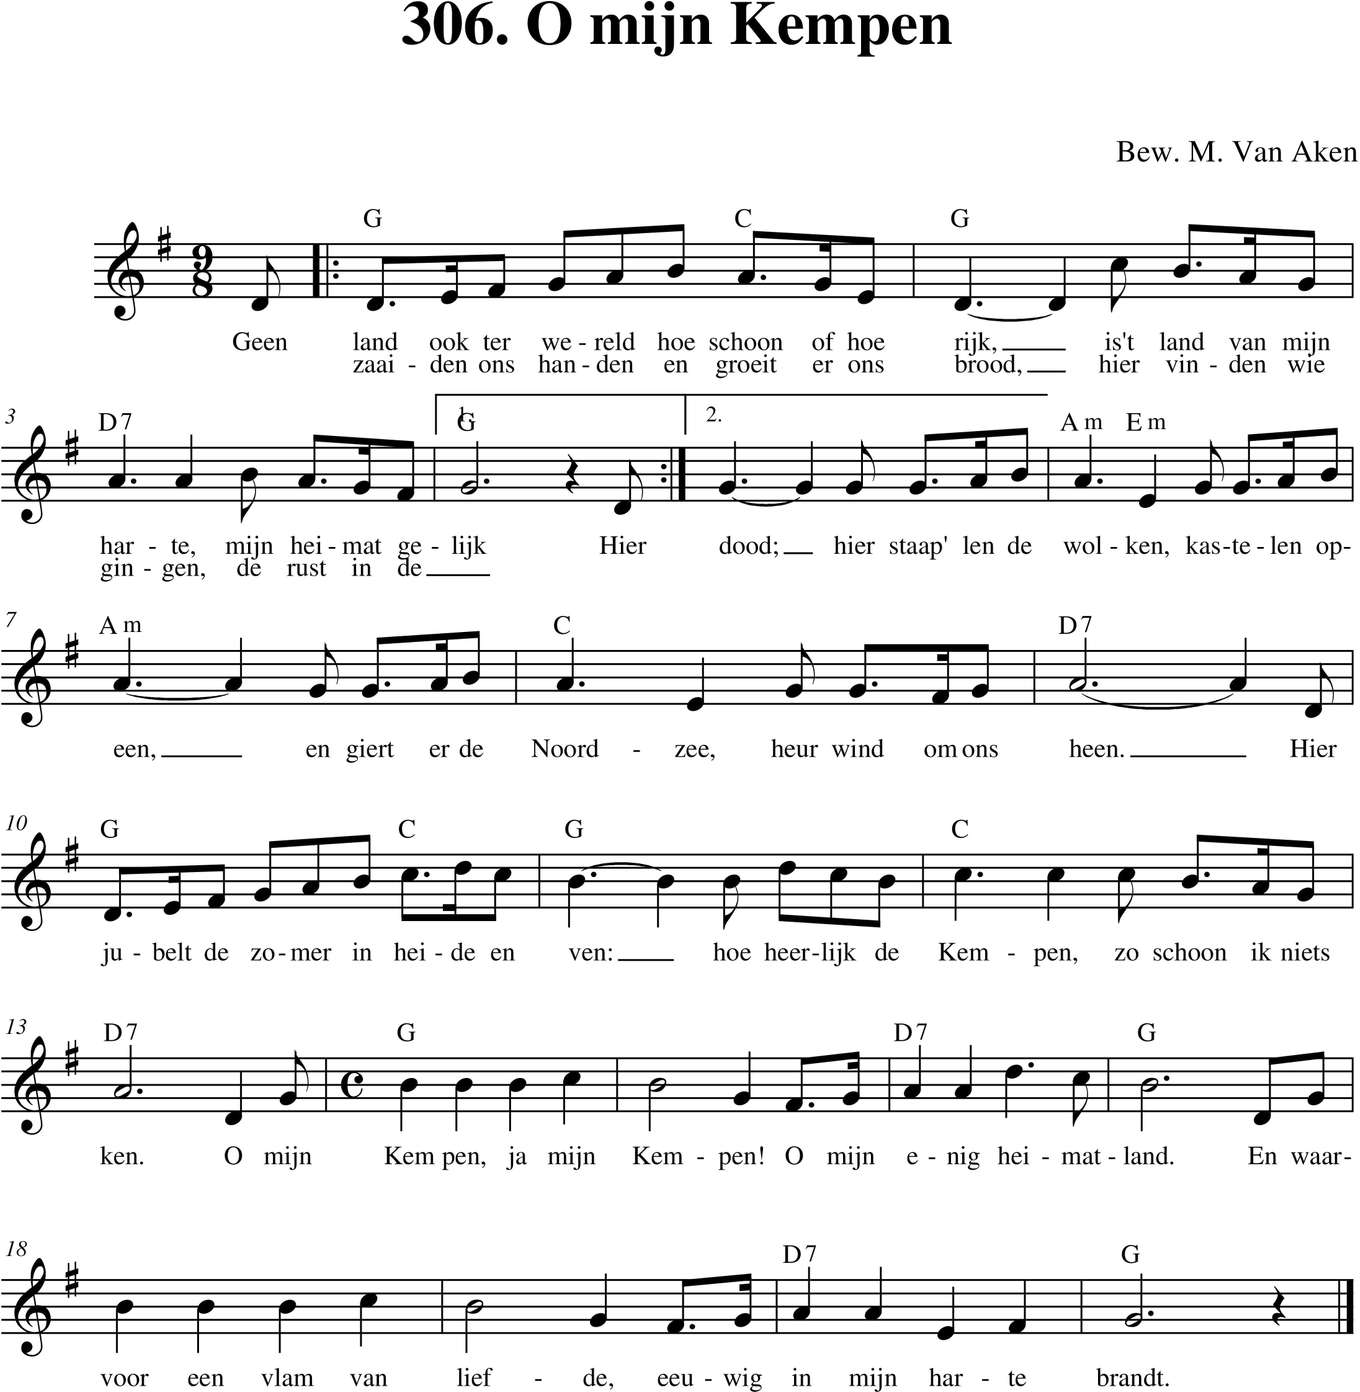 306. O mijn Kempen
Bew. M. Van Aken
G C G
9
8
Geen land ook ter we - reld hoe schoon of hoe rijk, is't land van mijn
zaai - den ons han - den en groeit er ons brood, hier vin - den wie
3
D7 1. G 2. Am Em
har - te, mijn hei - mat ge - lijk Hier dood; hier staap' len de wol - ken, kas-te - len op-
gin - gen, de rust in de
7
Am C D7
een, en giert er de Noord - zee, heur wind om ons heen. Hier
10
G C G C
ju - belt de zo - mer in hei - de en ven: hoe heer-lijk de Kem - pen, zo schoon ik niets
13
D7 G D7 G
ken. O mijn Kem pen, ja mijn Kem - pen! O mijn e - nig hei - mat - land. En waar-
18
D7 G
voor een vlam van lief - de, eeu - wig in mijn har - te brandt.